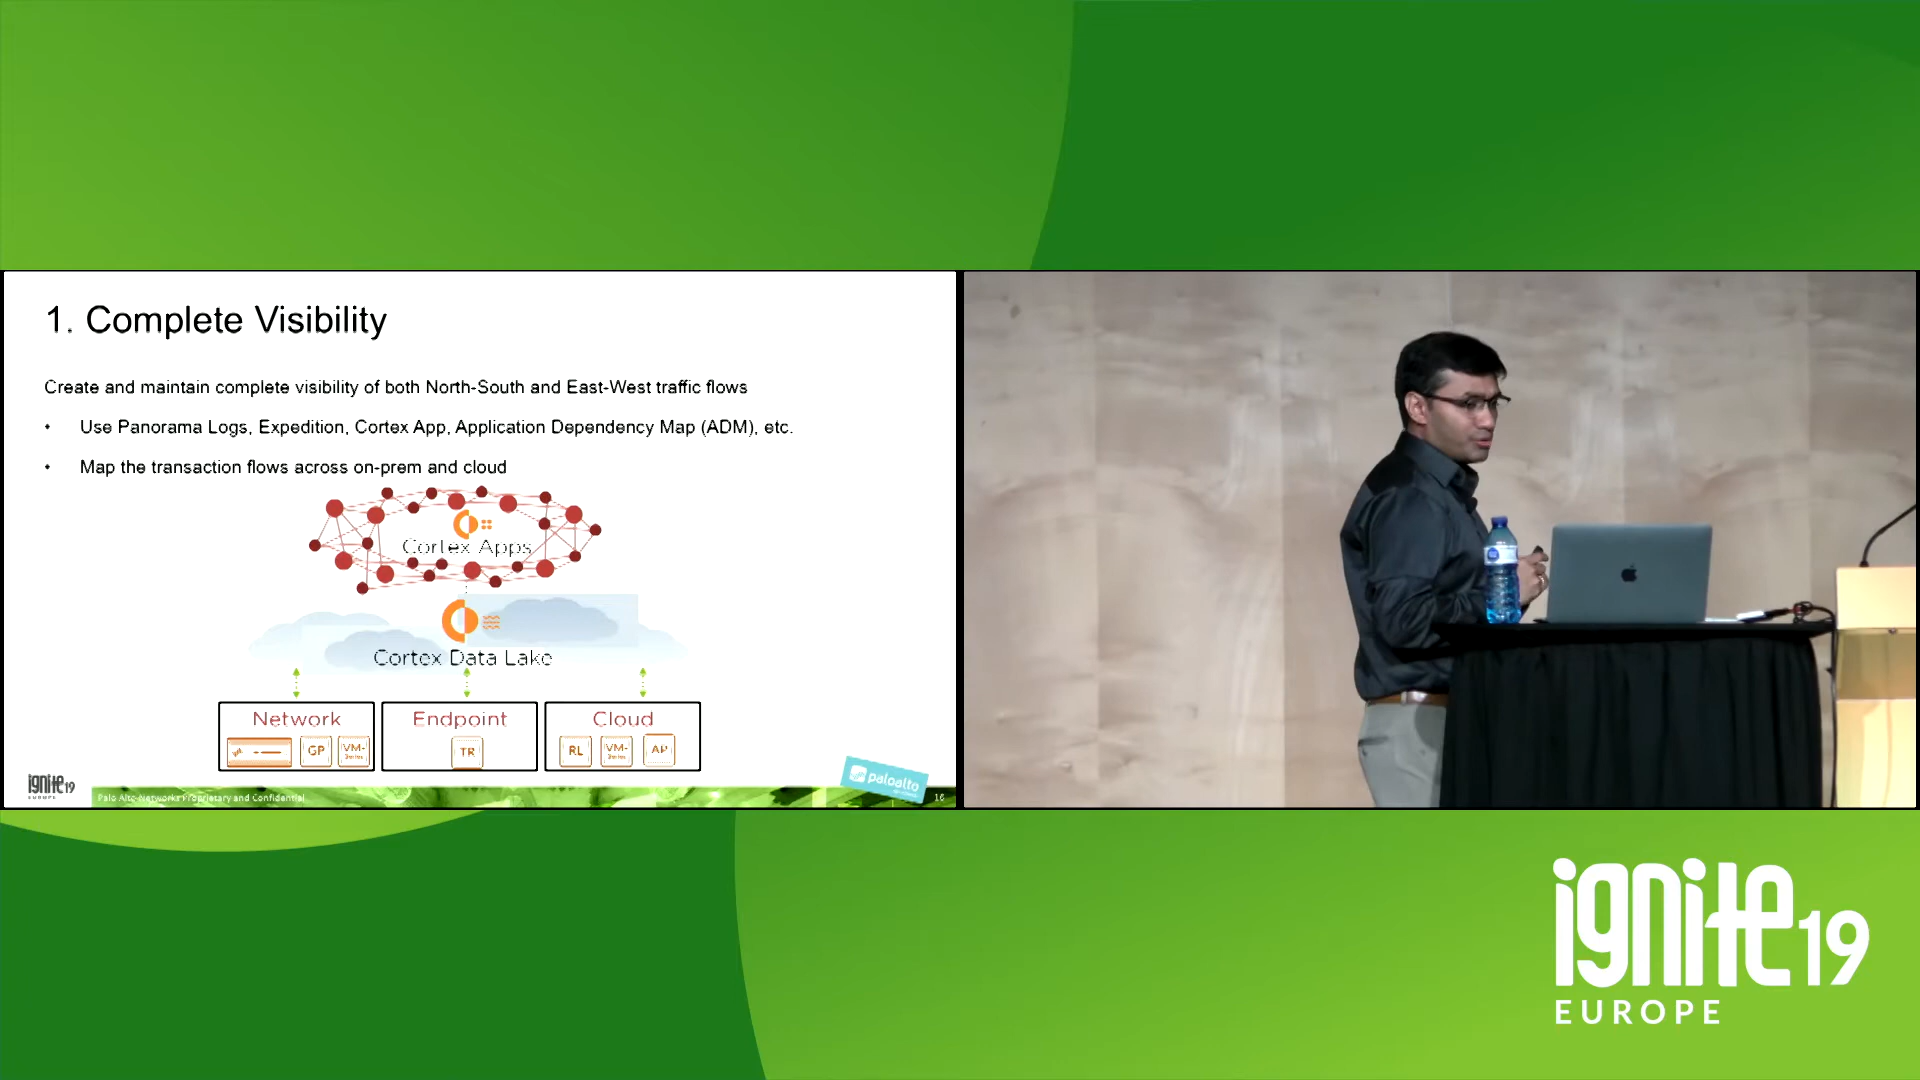 1. Complete Visibility
Create and maintain complete visibility of both North-South and East-West traffic flows
• Use Panorama Logs, Expedition, Cortex App, Application Dependency Map (ADM), etc.
• Map the transaction flows across on-prem and cloud
Cortex Apps
Cortex Data Lake
Network
Endpoint
Cloud
GP
VM-
TR
RL
VM-
AP
ignite19
EUROPE
Palo Alto Networks Proprietary and Confidential
paloalto
16
ignite19
EUROPE